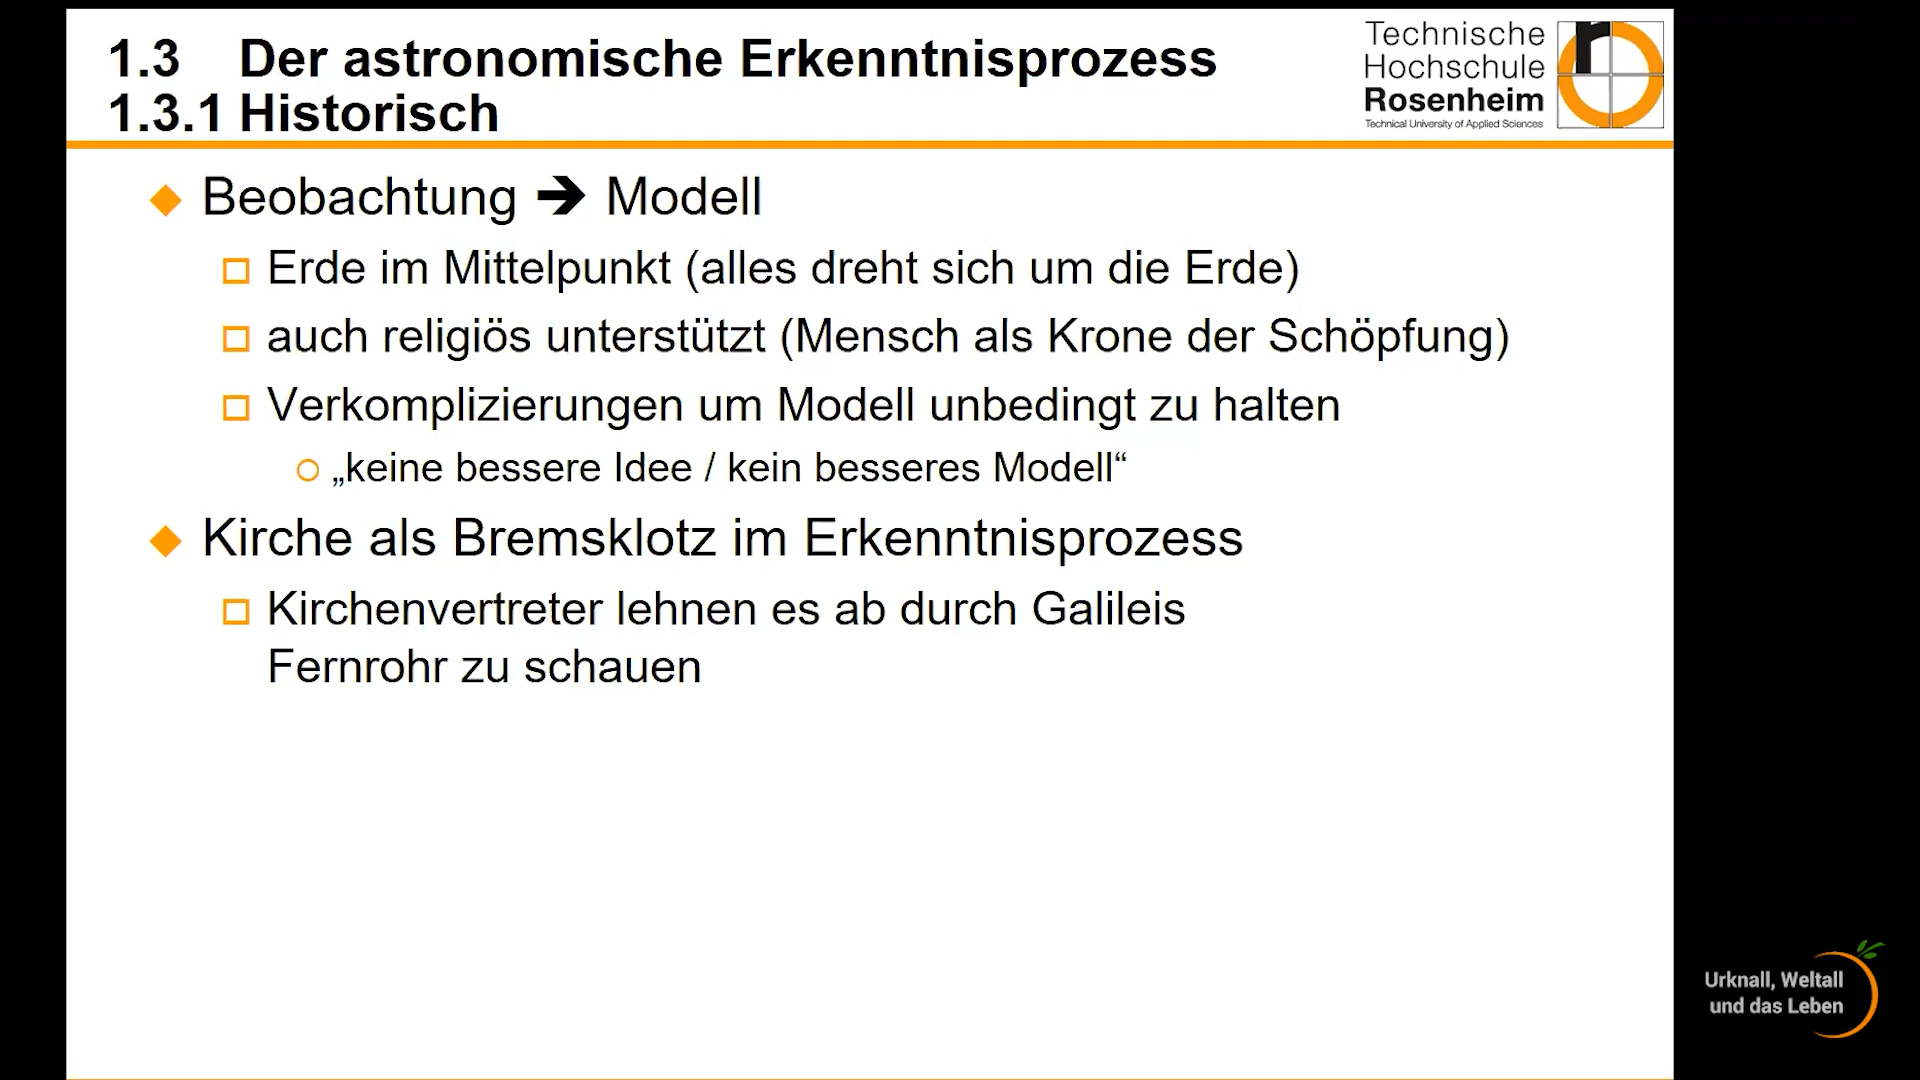 1.3 Der astronomische Erkenntnisprozess
1.3.1 Historisch
Technische
Hochschule
Rosenheim
Technical University of Applied Sciences
Beobachtung ➔ Modell
Erde im Mittelpunkt (alles dreht sich um die Erde)
auch religiös unterstützt (Mensch als Krone der Schöpfung)
Verkomplizierungen um Modell unbedingt zu halten
„keine bessere Idee / kein besseres Modell“
Kirche als Bremsklotz im Erkenntnisprozess
Kirchenvertreter lehnen es ab durch Galileis
Fernrohr zu schauen
Urknall, Weltall
und das Leben